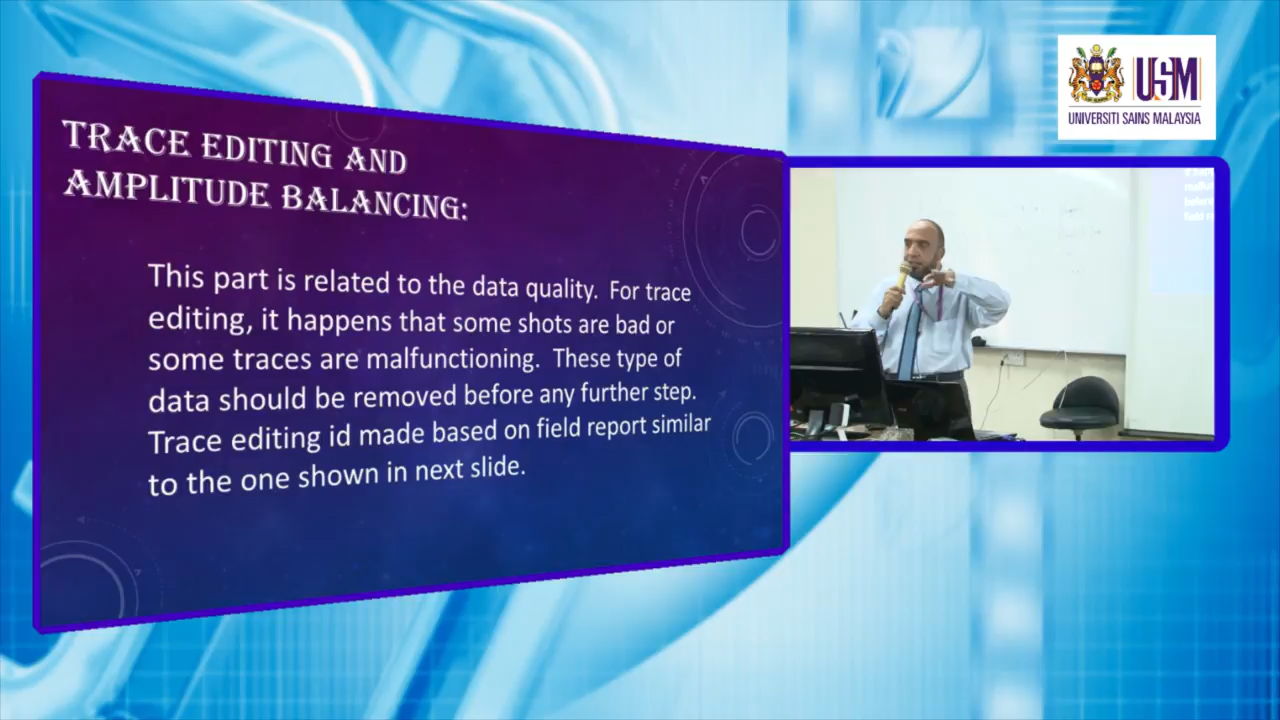 TRACE EDITING AND
AMPLITUDE BALANCING:
This part is related to the data quality. For trace
editing, it happens that some shots are bad or
some traces are malfunctioning. These type of
data should be removed before any further step.
Trace editing id made based on field report similar
to the one shown in next slide.
USM
UNIVERSITI SAINS MALAYSIA